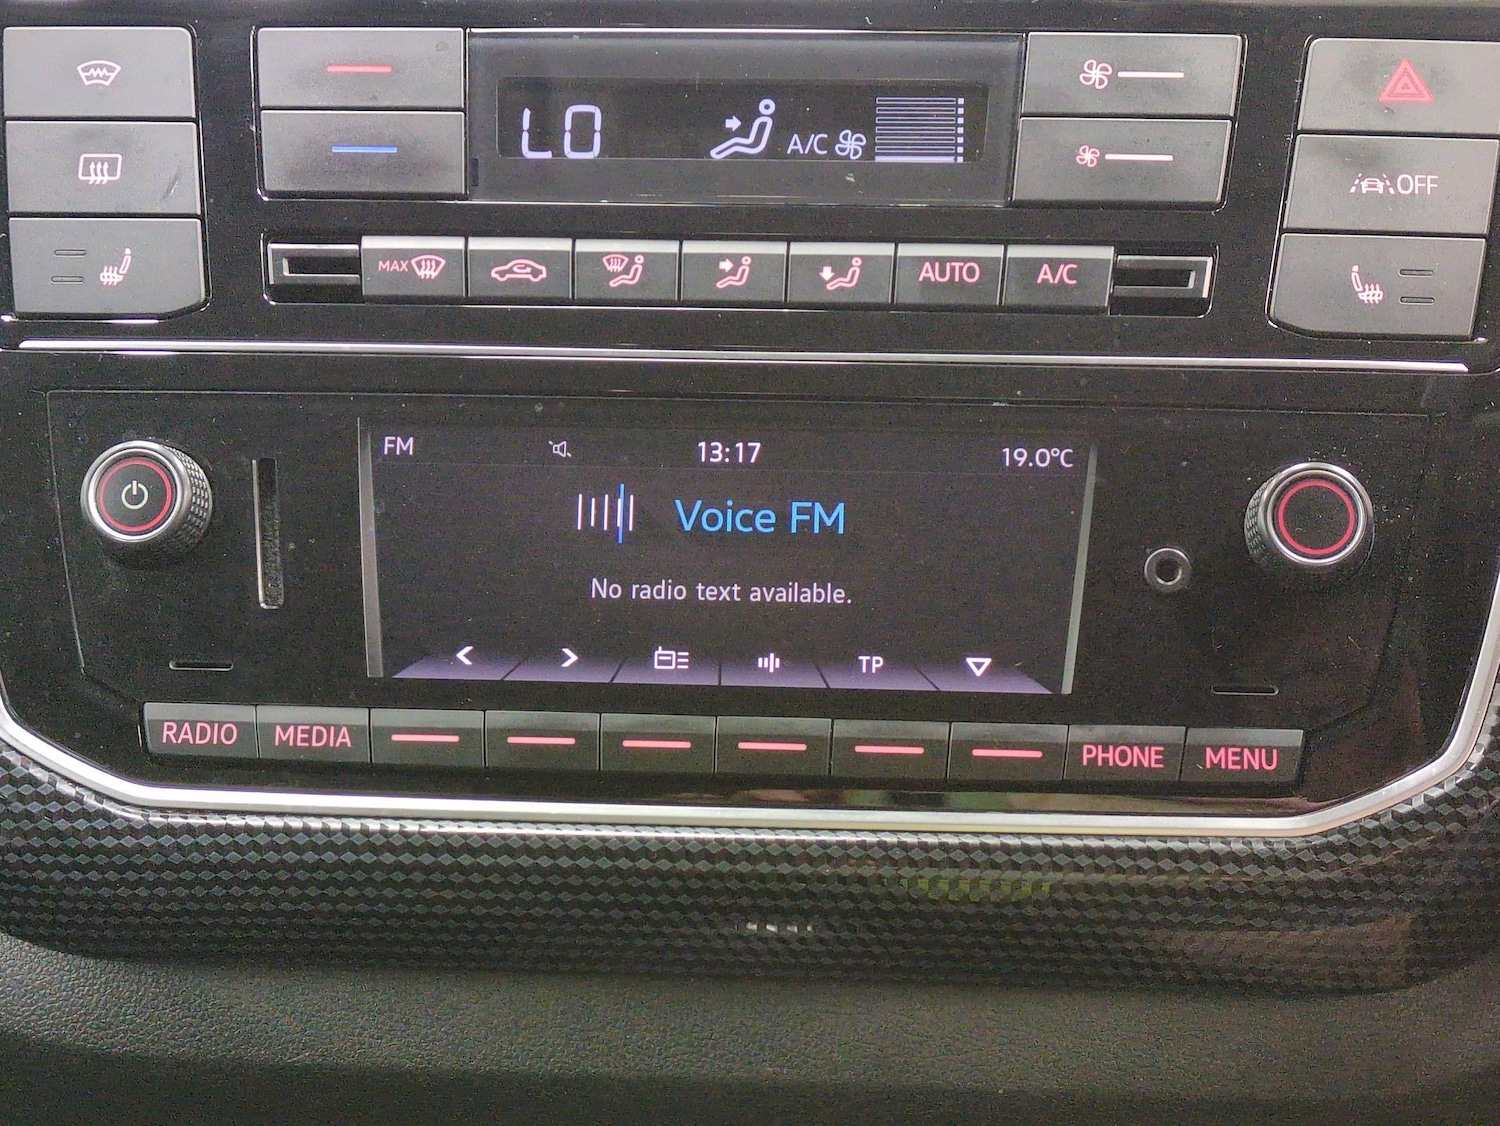 LO A/C
OFF
MAX AUTO A/C
FM 13:17 19.0°C
Voice FM
No radio text available.
TP
RADIO MEDIA PHONE MENU